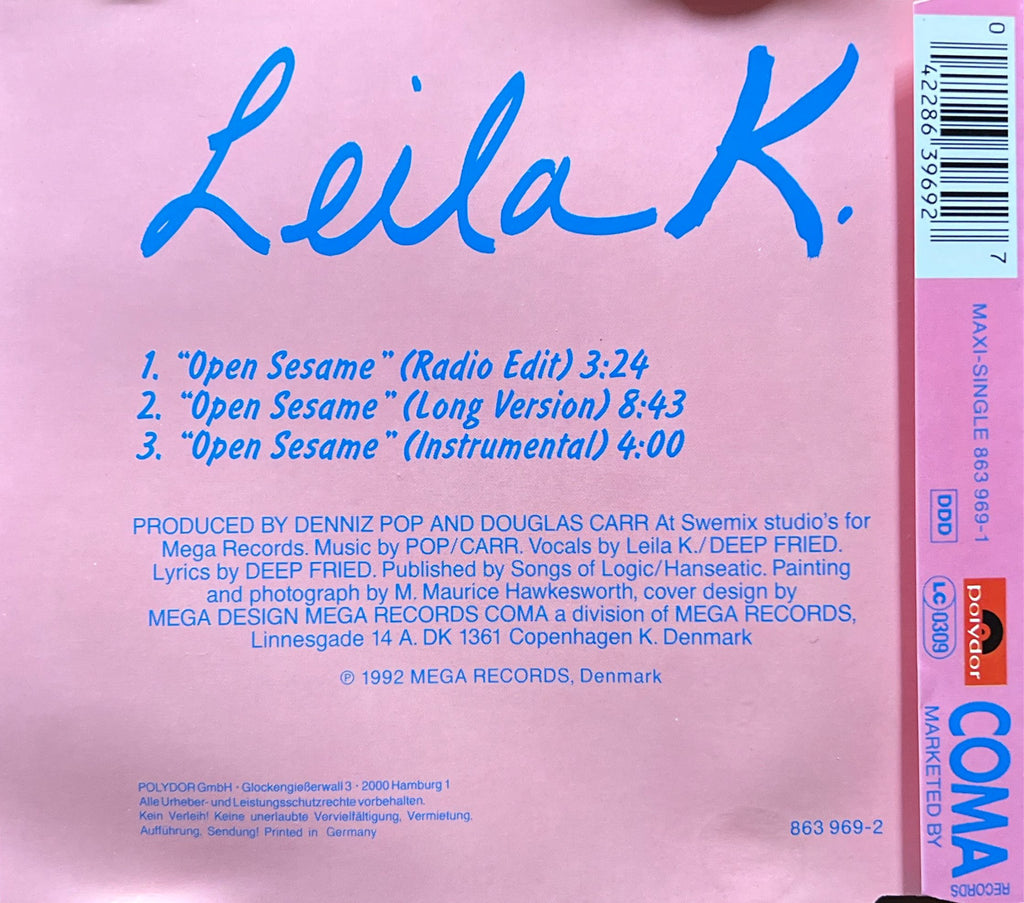 Leila K.
1. “Open Sesame” (Radio Edit) 3:24
2. “Open Sesame” (Long Version) 8:43
3. “Open Sesame” (Instrumental) 4:00
PRODUCED BY DENNIZ POP AND DOUGLAS CARR At Swemix studio's for
Mega Records. Music by POP/CARR. Vocals by Leila K./DEEP FRIED.
Lyrics by DEEP FRIED. Published by Songs of Logic/Hanseatic. Painting
and photograph by M. Maurice Hawkesworth, cover design by
MEGA DESIGN MEGA RECORDS COMA a division of MEGA RECORDS,
Linnesgade 14 A. DK 1361 Copenhagen K. Denmark
℗ 1992 MEGA RECORDS, Denmark
POLYDOR GmbH · Glockengießerwall 3 · 2000 Hamburg 1
Alle Urheber- und Leistungsschutzrechte vorbehalten.
Kein Verleih! Keine unerlaubte Vervielfältigung, Vermietung,
Aufführung, Sendung! Printed in Germany
863 969-2
0 42286 39692 7
MAXI-SINGLE 863 969-1
DDD
LC 0309
polydor
MARKETED BY
COMA
RECORDS